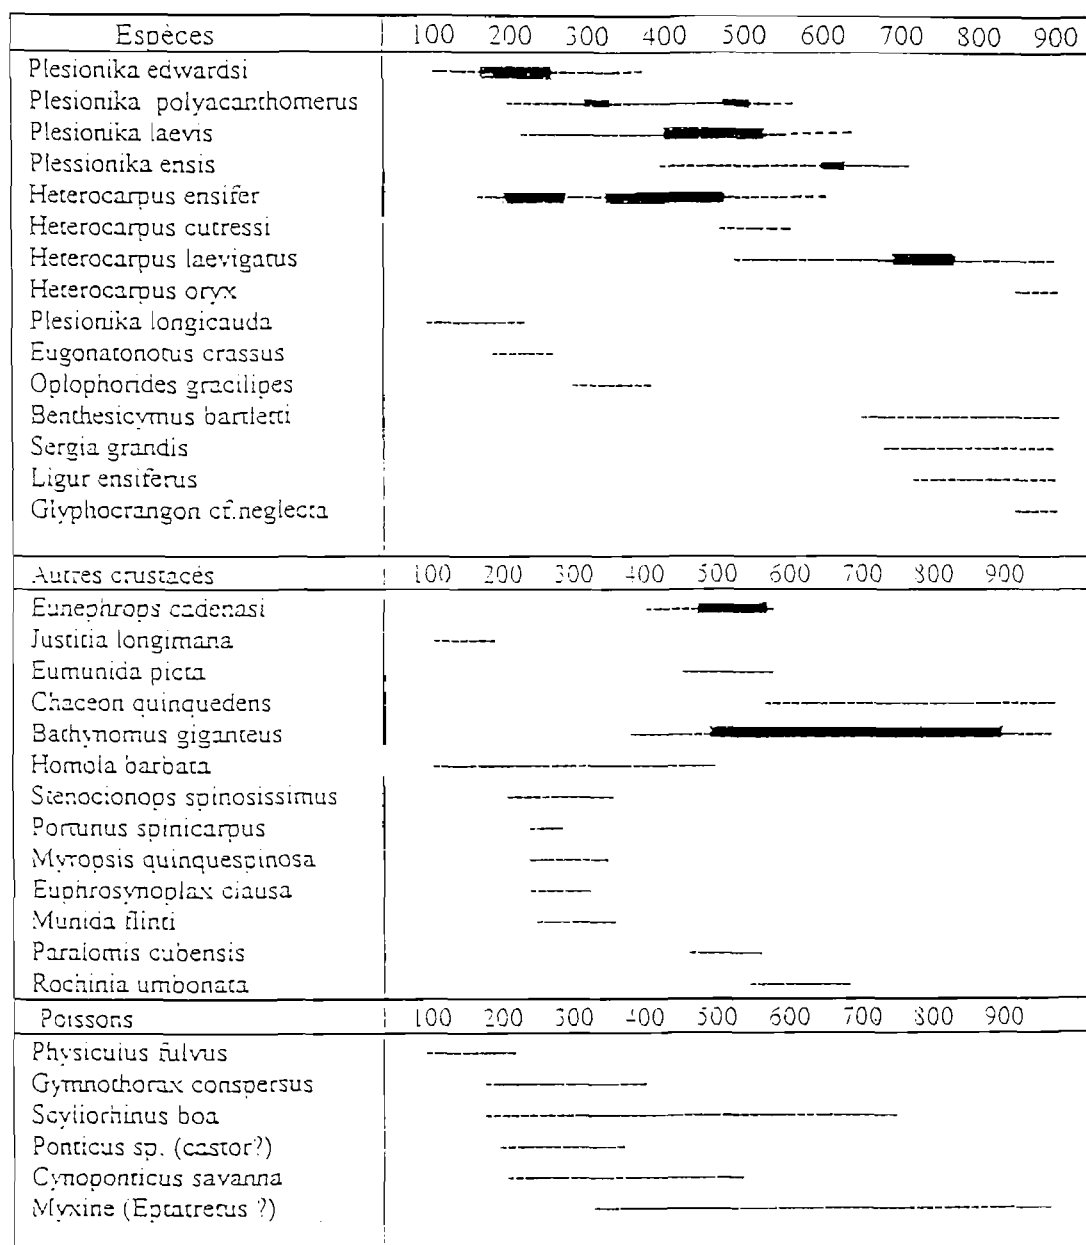 Espèces 100 200 300 400 500 600 700 800 900
Plesionika edwardsi
Plesionika polyacanthomerus
Plesionika laevis
Plessionika ensis
Heterocarpus ensifer
Heterocarpus cutressi
Heterocarpus laevigatus
Heterocarpus oryx
Plesionika longicauda
Eugonatonotus crassus
Oplophorides gracilipes
Benthesicymus bartletti
Sergia grandis
Ligur ensiferus
Glyphocrangon cf.neglecta
Autres crustacés 100 200 300 400 500 600 700 800 900
Eunephrops cadenasi
Justitia longimana
Eumunida picta
Chaceon quinquedens
Bathynomus giganteus
Homola barbata
Stenocionops spinosissimus
Portunus spinicarpus
Myropsis quinquespinosa
Euphrosynoplax clausa
Munida flinti
Paralomis cubensis
Rochinia umbonata
Poissons 100 200 300 400 500 600 700 800 900
Physiculus fulvus
Gymnothorax conspersus
Scyliorhinus boa
Ponticus sp. (castor?)
Cynoponticus savanna
Myxine (Eptatretus ?)